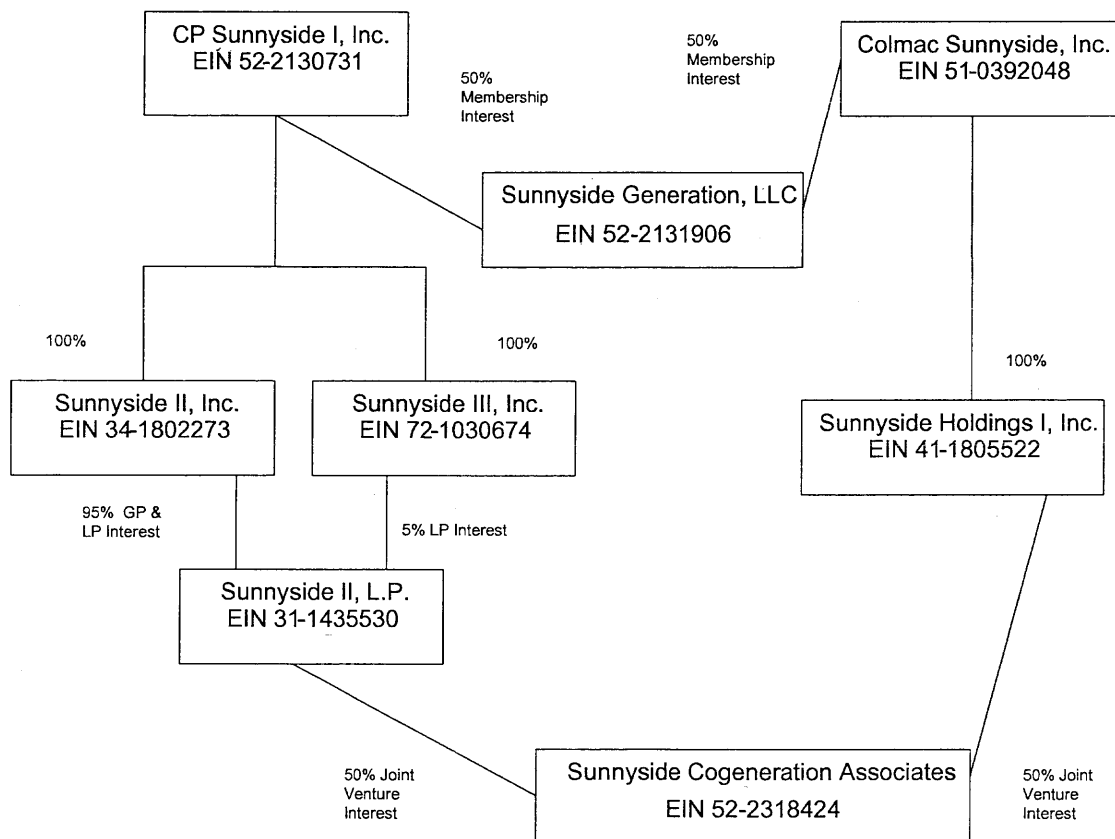 CP Sunnyside I, Inc.
EIN 52-2130731
50%
Membership
Interest
50%
Membership
Interest
Colmac Sunnyside, Inc.
EIN 51-0392048
Sunnyside Generation, LLC
EIN 52-2131906
100%
100%
100%
Sunnyside II, Inc.
EIN 34-1802273
Sunnyside III, Inc.
EIN 72-1030674
Sunnyside Holdings I, Inc.
EIN 41-1805522
95% GP &
LP Interest
5% LP Interest
Sunnyside II, L.P.
EIN 31-1435530
50% Joint
Venture
Interest
Sunnyside Cogeneration Associates
EIN 52-2318424
50% Joint
Venture
Interest